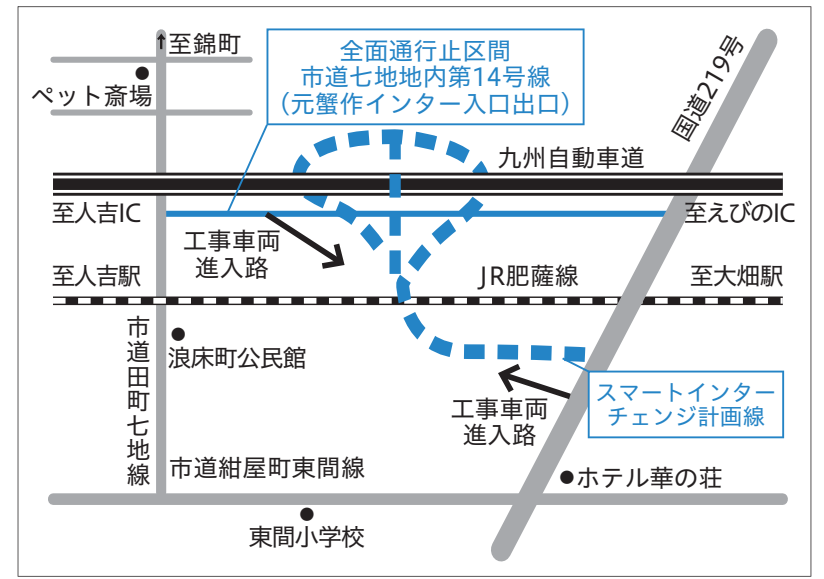 ↑至錦町
ペット斎場
全面通行止区間
市道七地地内第14号線
（元蟹作インター入口出口）
国道219号
九州自動車道
至人吉IC
至えびのIC
工事車両
進入路
至人吉駅
JR肥薩線
至大畑駅
市道田町七地線
浪床町公民館
スマートインター
チェンジ計画線
工事車両
進入路
市道紺屋町東間線
ホテル華の荘
東間小学校